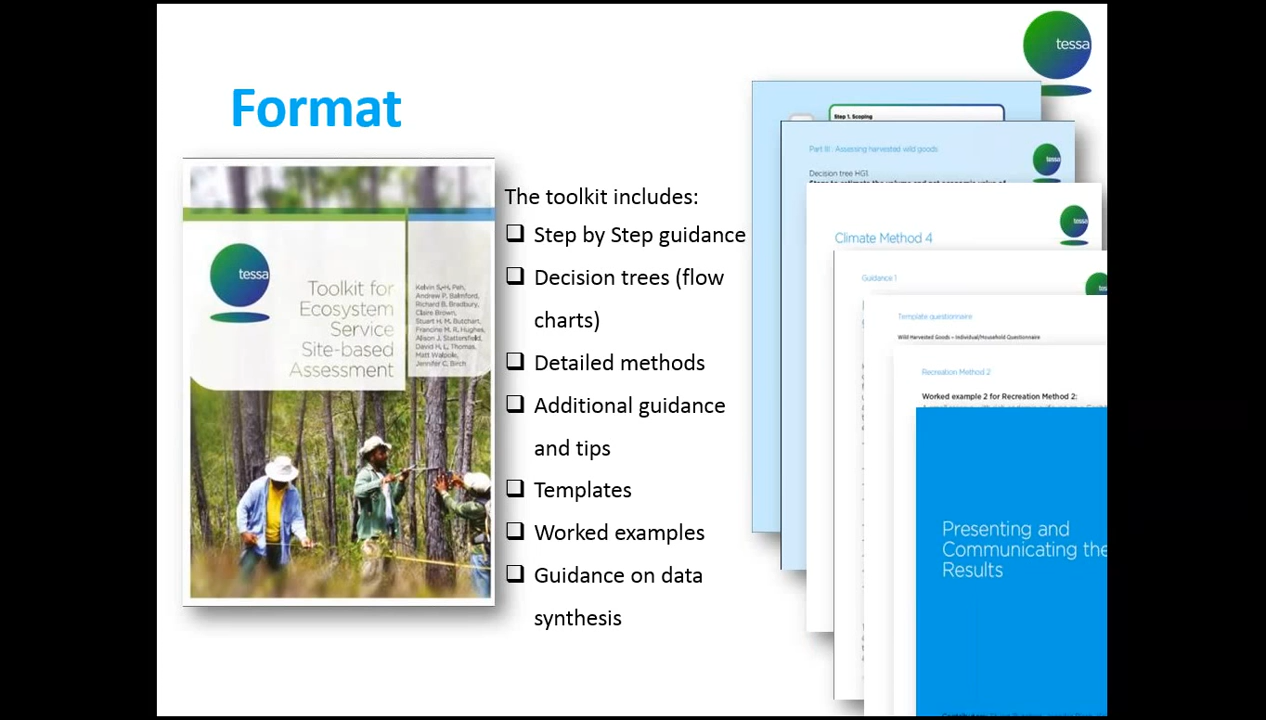 tessa
Format
Step 1. Scoping
Part III : Assessing harvested wild goods
tessa
Decision tree HG1.
The toolkit includes:
Step by Step guidance
Decision trees (flow
charts)
Detailed methods
Additional guidance
and tips
Templates
Worked examples
Guidance on data
synthesis
tessa
Toolkit for
Ecosystem
Service
Site-based
Assessment
Kelvin S.-H. Peh,
Andrew P. Balmford,
Richard B. Bradbury,
Claire Brown,
Stuart H. M. Butchart,
Francine M. R. Hughes,
Alison J. Stattersfield,
David H. L. Thomas,
Matt Walpole,
Jennifer C. Birch
tessa
Climate Method 4
Guidance 1
Template questionnaire
Wild Harvested Goods – Individual/Household Questionnaire
Recreation Method 2
Worked example 2 for Recreation Method 2:
Presenting and
Communicating the
Results